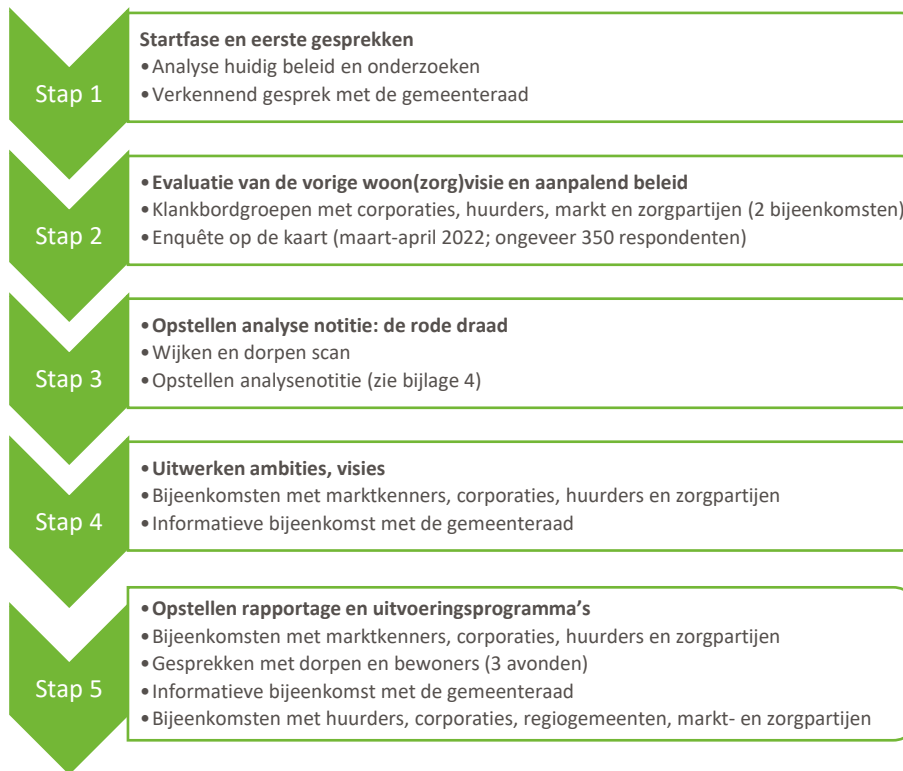 Stap 1
Startfase en eerste gesprekken
•Analyse huidig beleid en onderzoeken
•Verkennend gesprek met de gemeenteraad
Stap 2
•Evaluatie van de vorige woon(zorg)visie en aanpalend beleid
•Klankbordgroepen met corporaties, huurders, markt en zorgpartijen (2 bijeenkomsten)
•Enquête op de kaart (maart-april 2022; ongeveer 350 respondenten)
Stap 3
•Opstellen analyse notitie: de rode draad
•Wijken en dorpen scan
•Opstellen analysenotitie (zie bijlage 4)
Stap 4
•Uitwerken ambities, visies
•Bijeenkomsten met marktkenners, corporaties, huurders en zorgpartijen
•Informatieve bijeenkomst met de gemeenteraad
Stap 5
•Opstellen rapportage en uitvoeringsprogramma’s
•Bijeenkomsten met marktkenners, corporaties, huurders en zorgpartijen
•Gesprekken met dorpen en bewoners (3 avonden)
•Informatieve bijeenkomst met de gemeenteraad
•Bijeenkomsten met huurders, corporaties, regiogemeenten, markt- en zorgpartijen